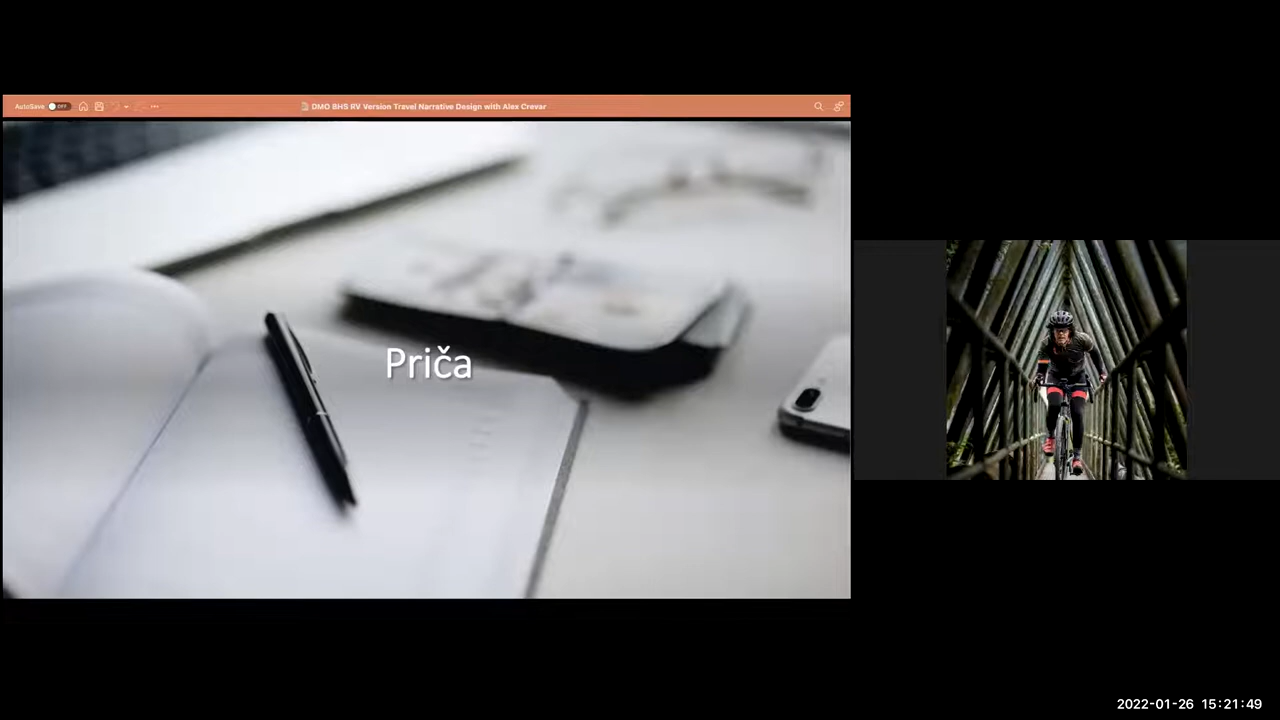 AutoSave OFF
DMO BHS RV Version Travel Narrative Design with Alex Crevar
Priča
2022-01-26 15:21:49